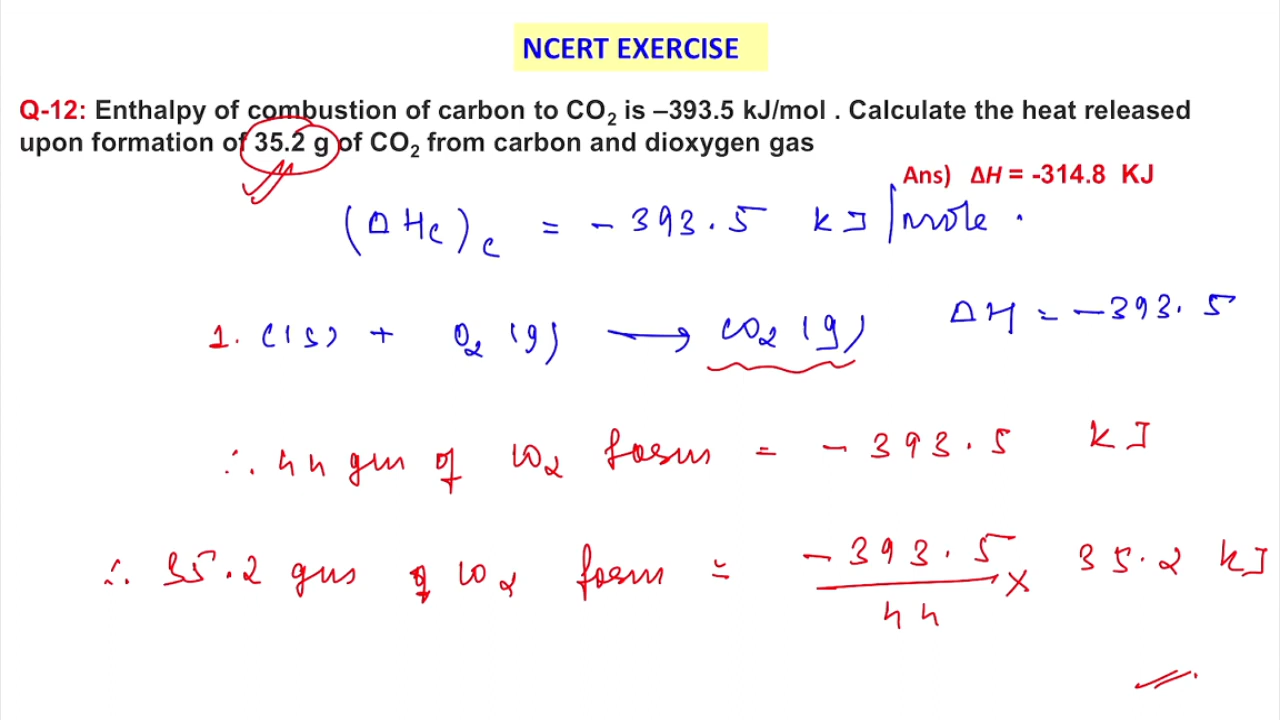 NCERT EXERCISE
Q-12: Enthalpy of combustion of carbon to CO₂ is –393.5 kJ/mol . Calculate the heat released
upon formation of 35.2 g of CO₂ from carbon and dioxygen gas
Ans) ΔH = -314.8 KJ
(ΔHc)c = - 393.5 kJ/mole .
1. C(s) + O₂ (g) → CO₂ (g) ΔH = -393.5
∴ 44 gm of CO₂ form = - 393.5 kJ
∴ 35.2 gms of CO₂ form = - 393.5 / 44 × 35.2 kJ